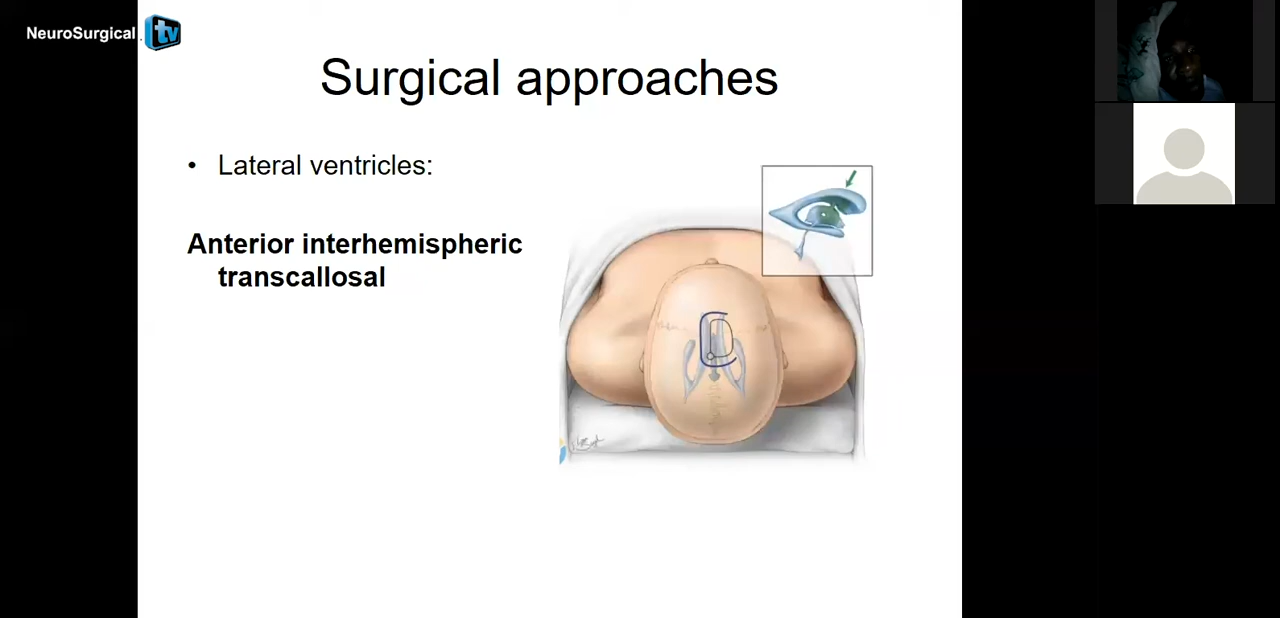 NeuroSurgical tv
Surgical approaches
• Lateral ventricles:
Anterior interhemispheric
transcallosal